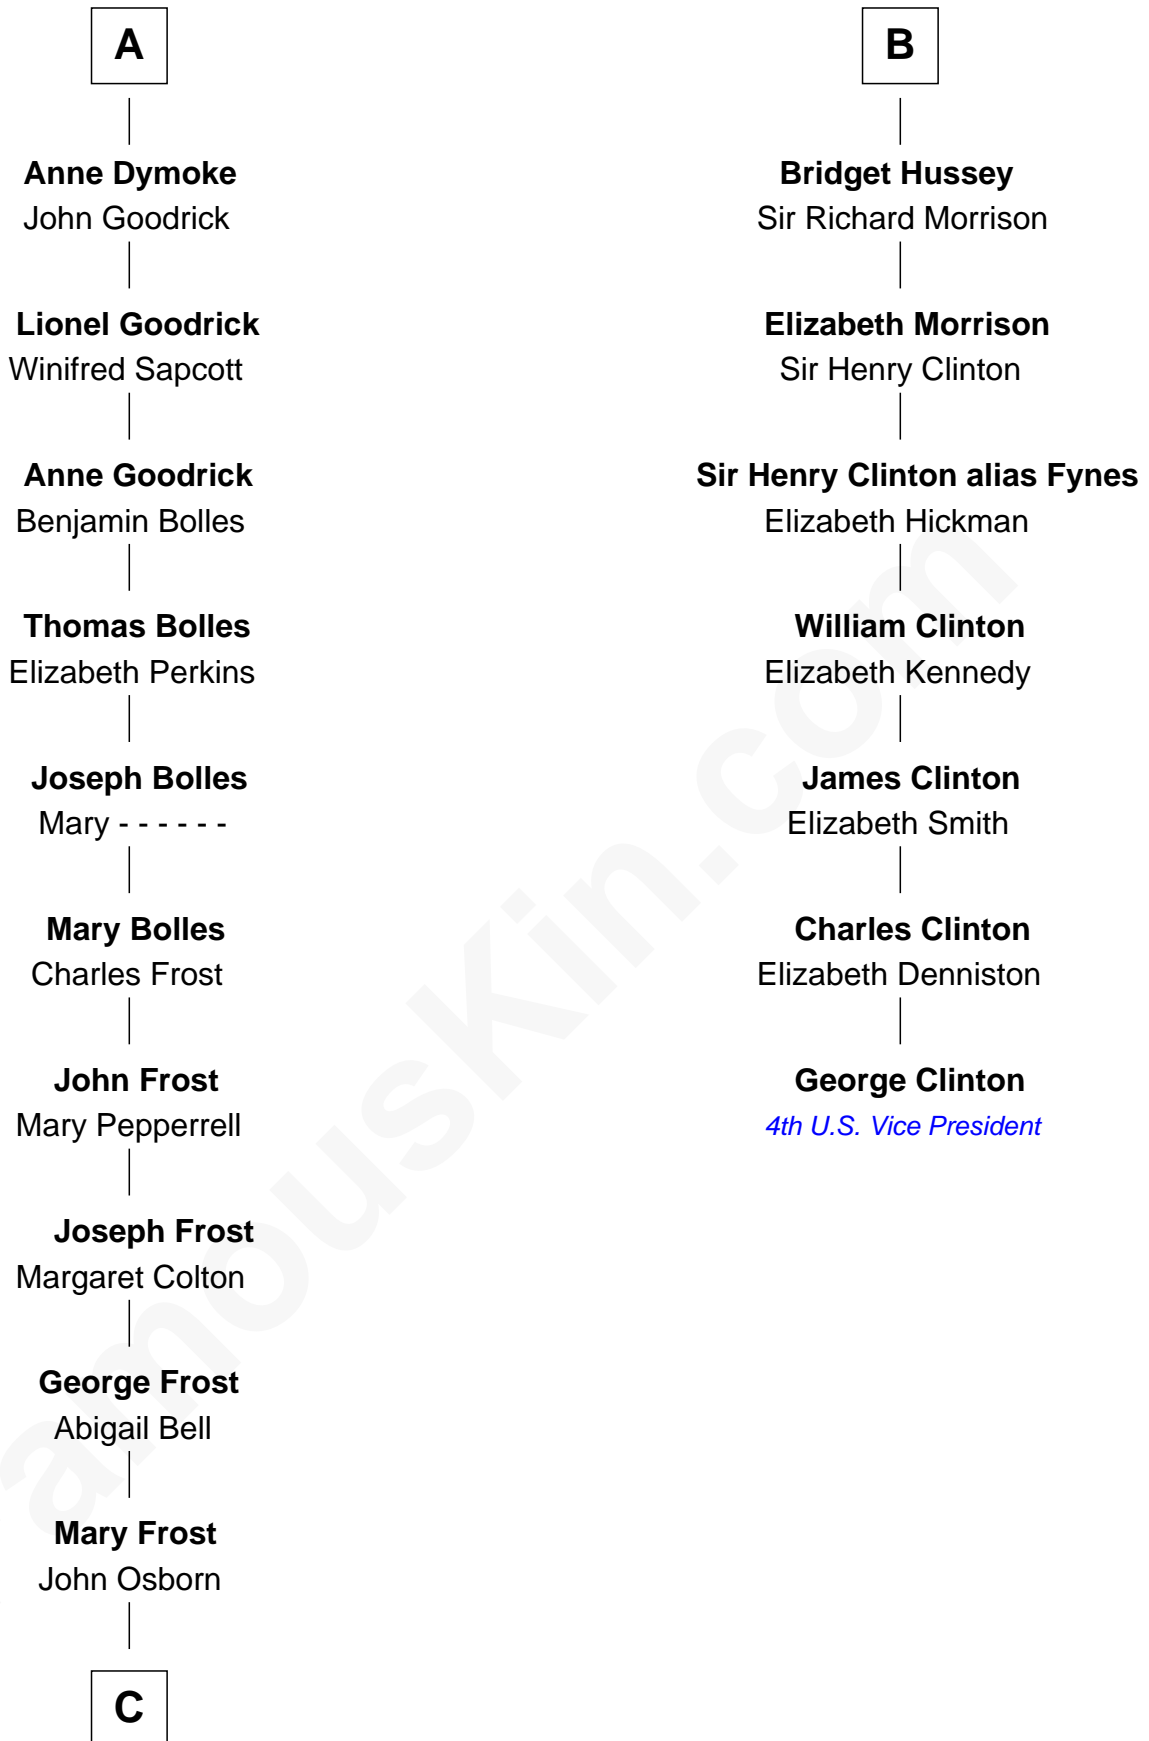 A
Anne Dymoke
John Goodrick
Lionel Goodrick
Winifred Sapcott
Anne Goodrick
Benjamin Bolles
Thomas Bolles
Elizabeth Perkins
Joseph Bolles
Mary - - - - - -
Mary Bolles
Charles Frost
John Frost
Mary Pepperrell
Joseph Frost
Margaret Colton
George Frost
Abigail Bell
Mary Frost
John Osborn
C
B
Bridget Hussey
Sir Richard Morrison
Elizabeth Morrison
Sir Henry Clinton
Sir Henry Clinton alias Fynes
Elizabeth Hickman
William Clinton
Elizabeth Kennedy
James Clinton
Elizabeth Smith
Charles Clinton
Elizabeth Denniston
George Clinton
4th U.S. Vice President
amousKin.com